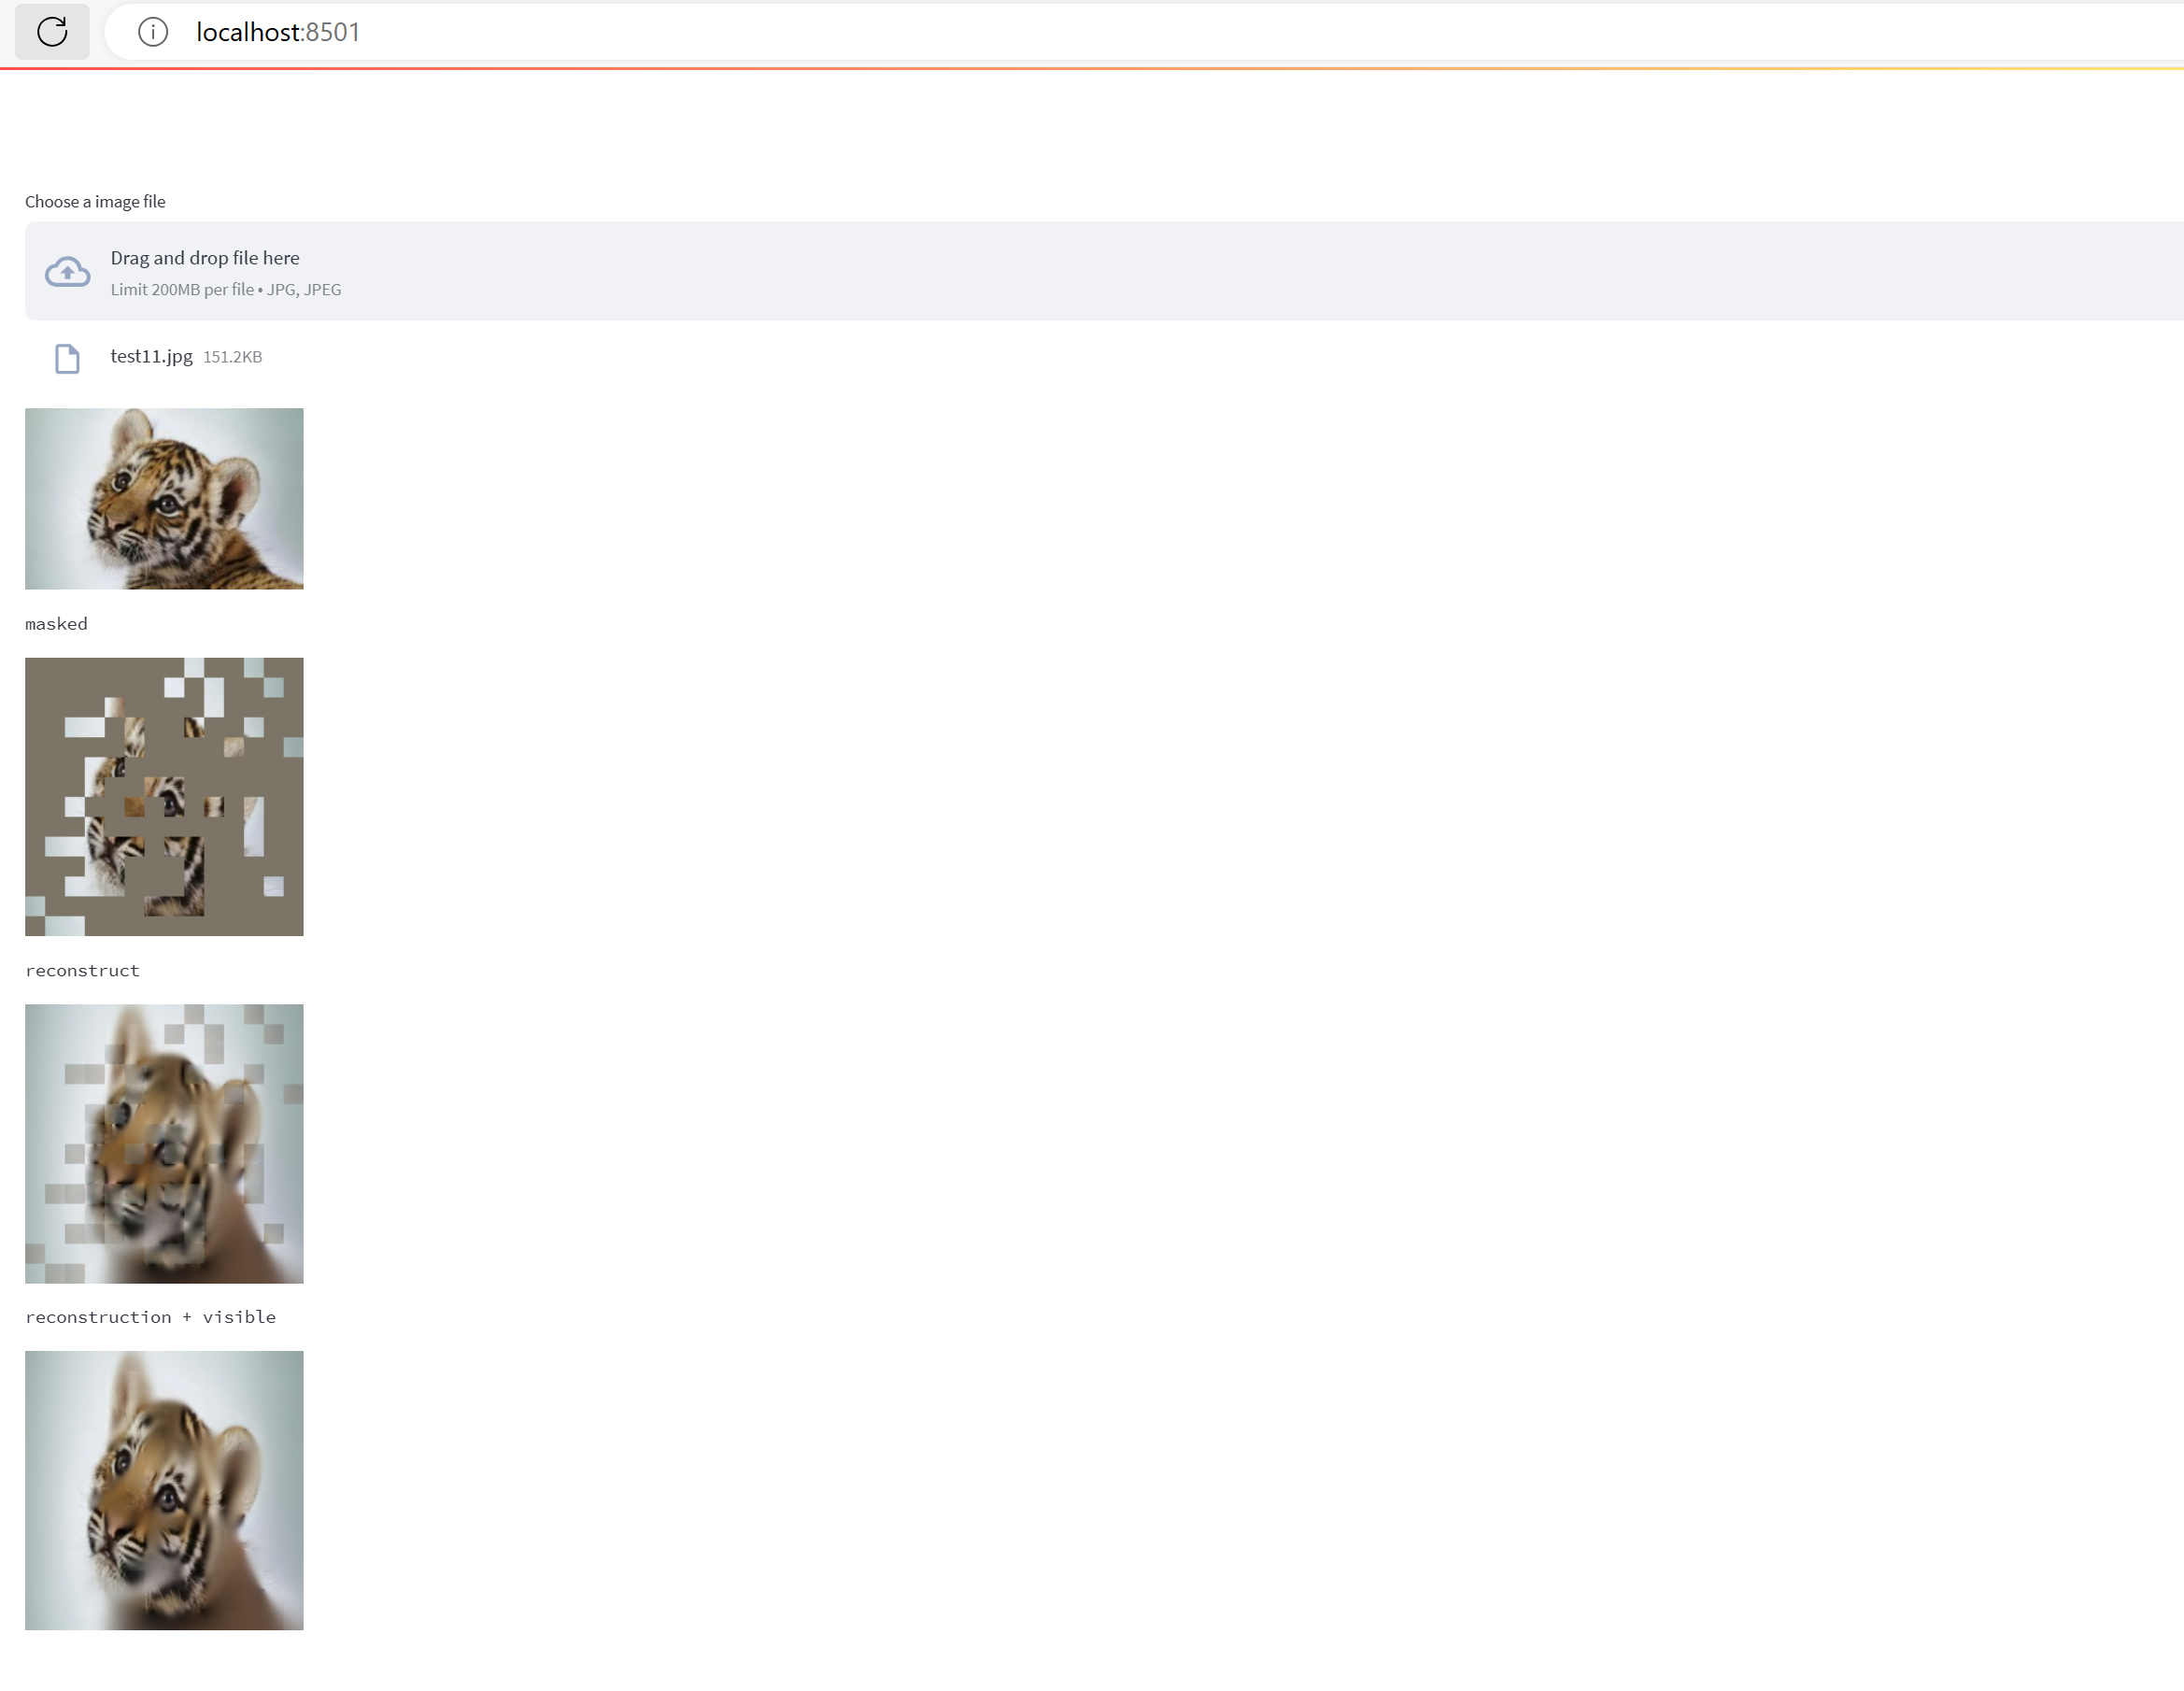 localhost:8501
Choose a image file
Drag and drop file here
Limit 200MB per file • JPG, JPEG
test11.jpg 151.2KB
masked
reconstruct
reconstruction + visible